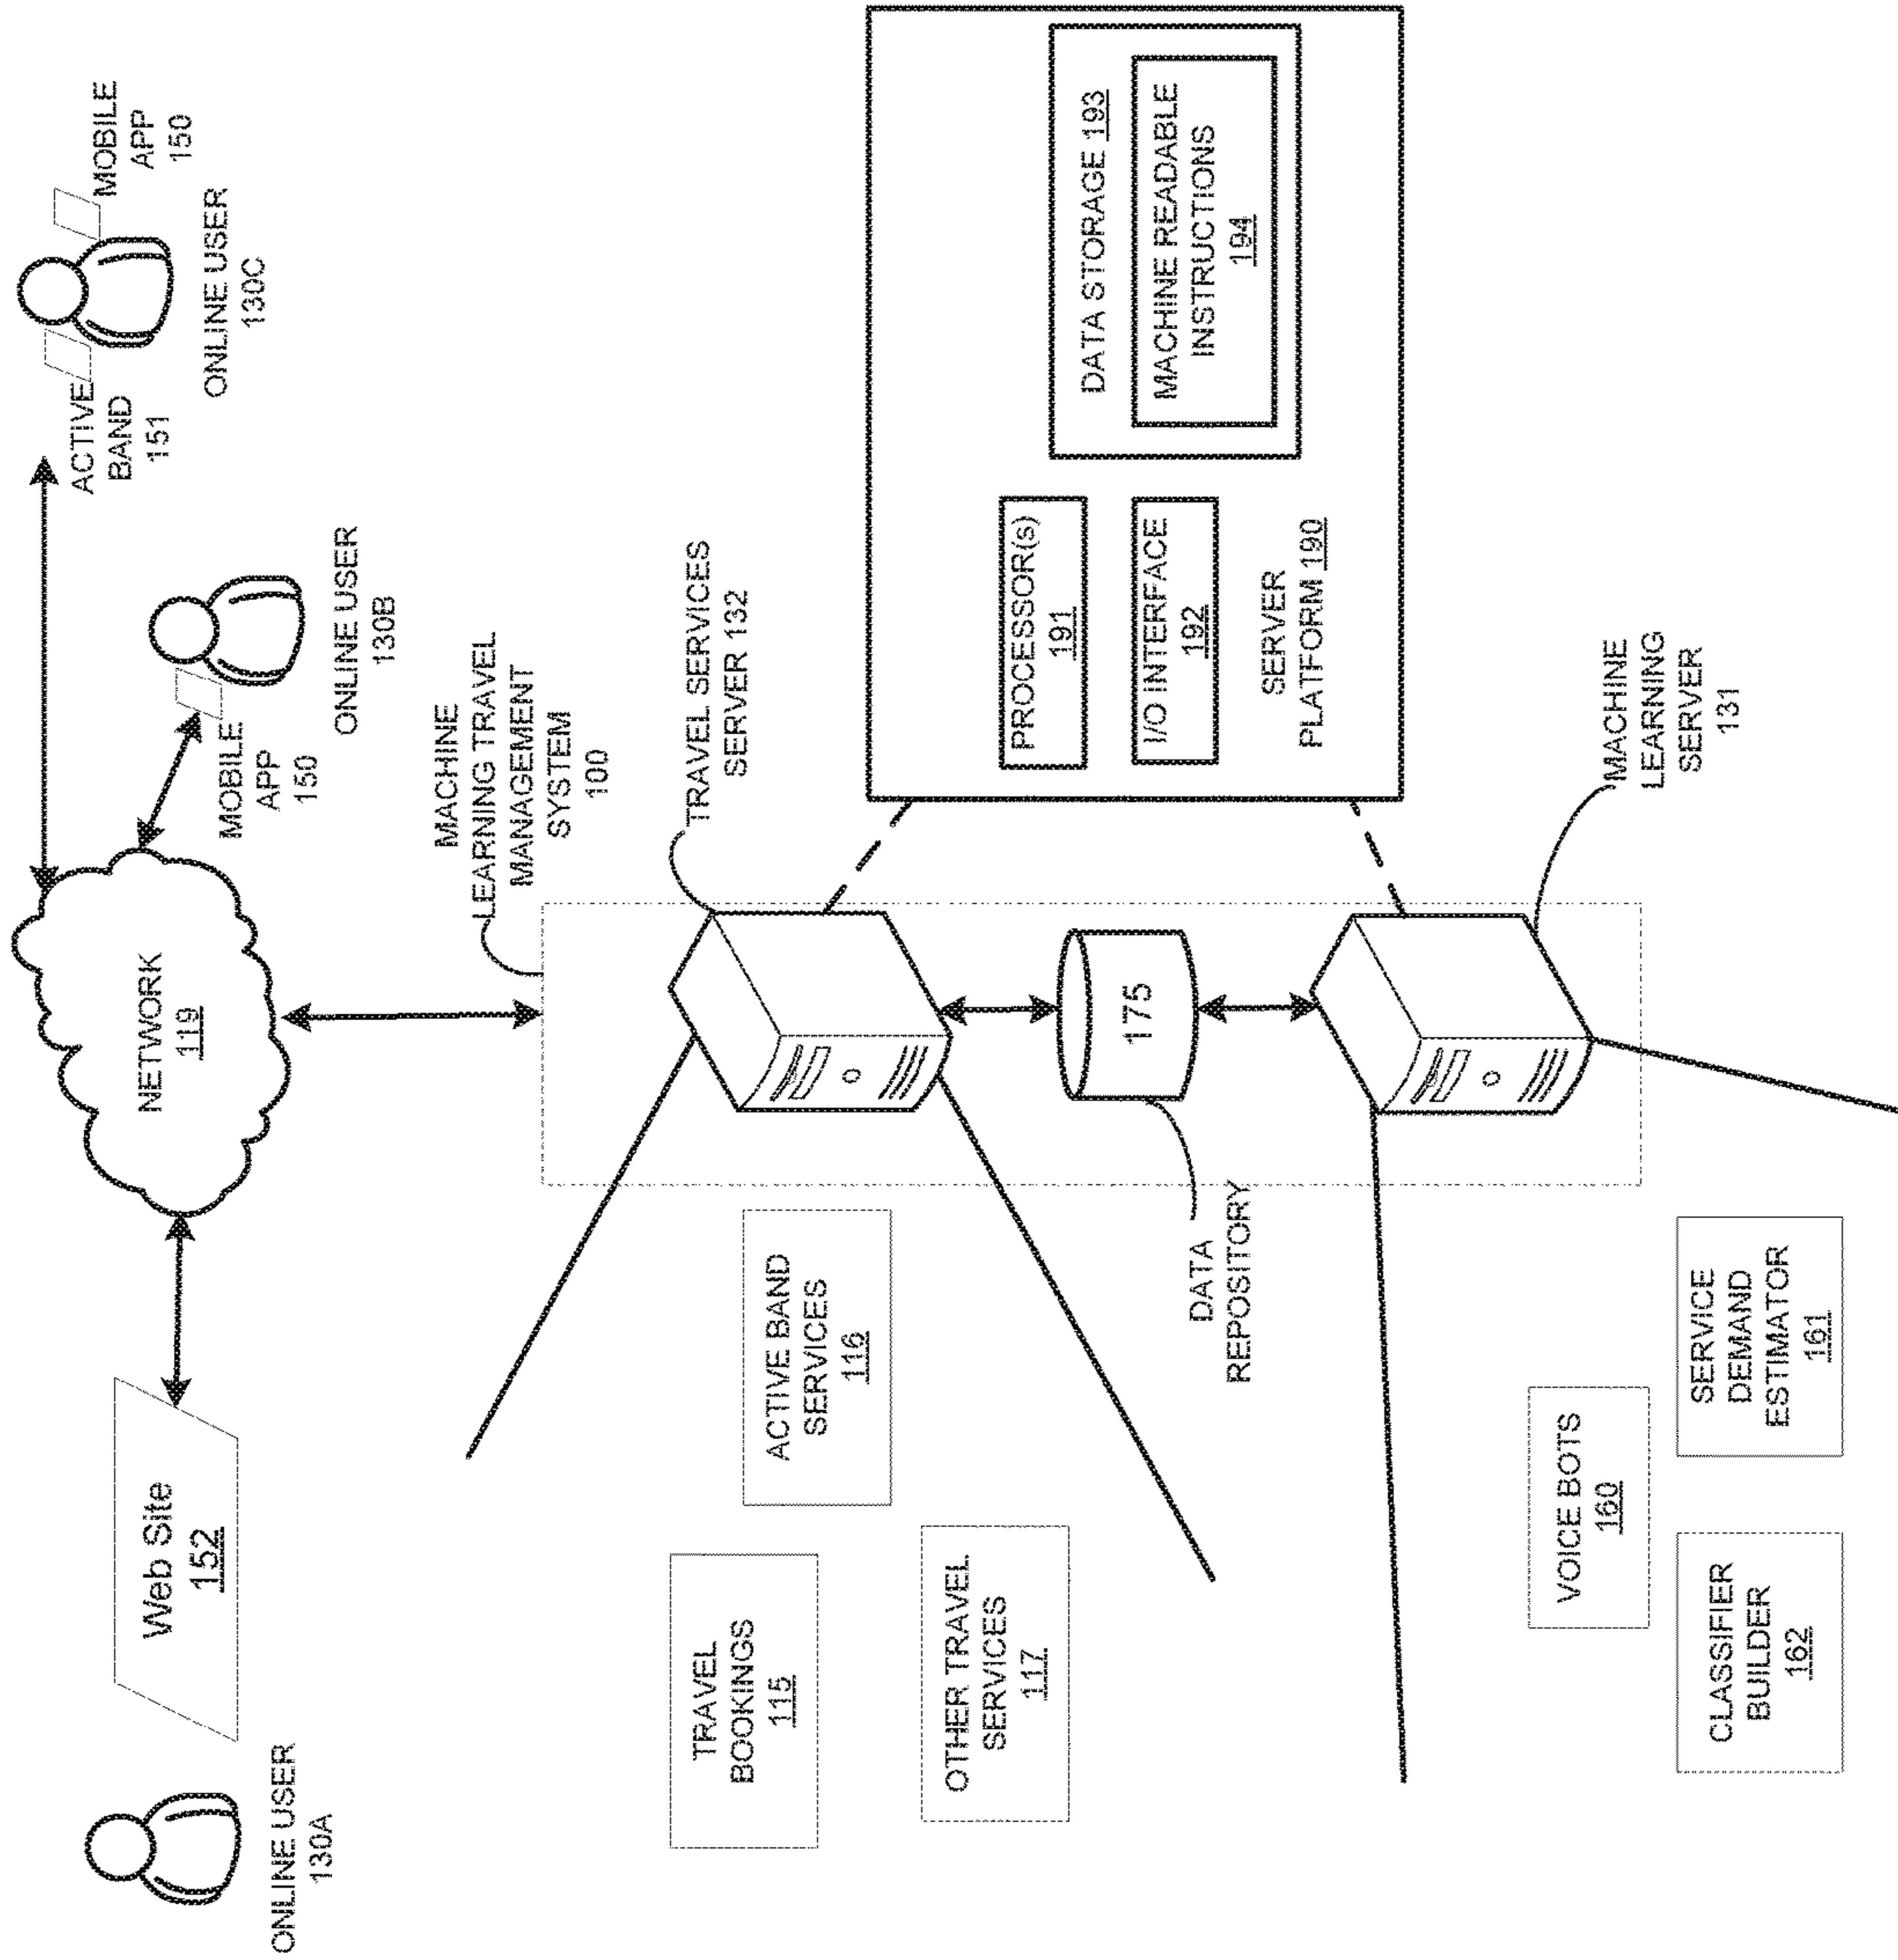 ONLINE USER
130A
Web Site
152
NETWORK
119
MOBILE
APP
150
ONLINE USER
130B
ACTIVE
BAND
151
MOBILE
APP
150
ONLINE USER
130C
MACHINE
LEARNING TRAVEL
MANAGEMENT
SYSTEM
100
TRAVEL SERVICES
SERVER 132
TRAVEL
BOOKINGS
115
ACTIVE BAND
SERVICES
116
OTHER TRAVEL
SERVICES
117
DATA
REPOSITORY
175
PROCESSOR(s)
191
I/O INTERFACE
192
SERVER
PLATFORM 190
DATA STORAGE 193
MACHINE READABLE
INSTRUCTIONS
194
MACHINE
LEARNING
SERVER
131
VOICE BOTS
160
CLASSIFIER
BUILDER
162
SERVICE
DEMAND
ESTIMATOR
161